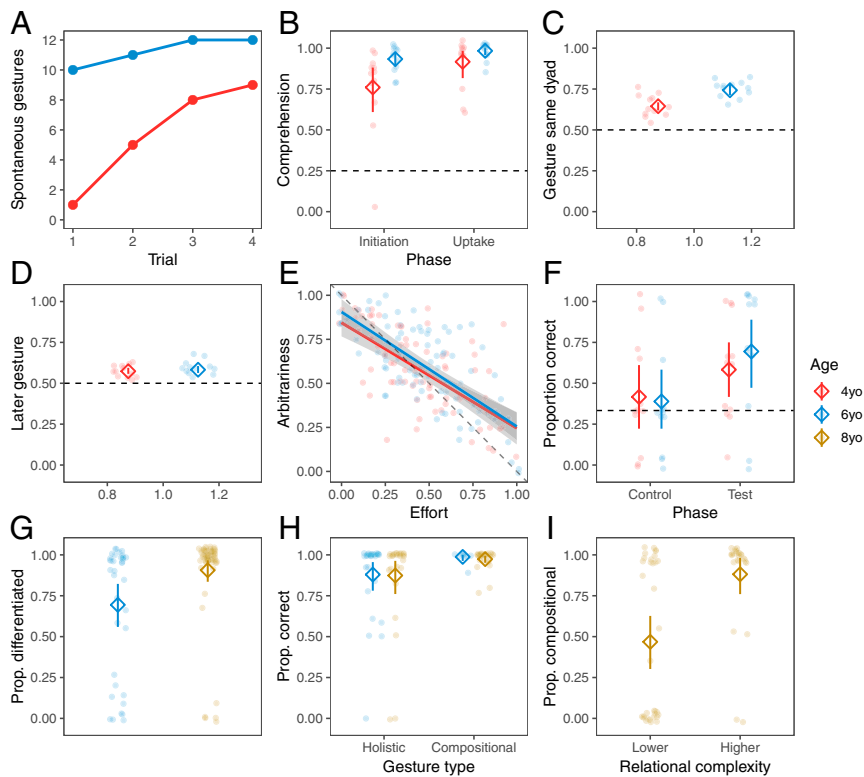 A
Spontaneous gestures
12
10
8
6
4
2
0
1 2 3 4
Trial
B
Comprehension
1.00
0.75
0.50
0.25
0.00
Initiation Uptake
Phase
C
Gesture same dyad
1.00
0.75
0.50
0.25
0.00
0.8 1.0 1.2
D
Later gesture
1.00
0.75
0.50
0.25
0.00
0.8 1.0 1.2
E
Arbitrariness
1.00
0.75
0.50
0.25
0.00
0.00 0.25 0.50 0.75 1.00
Effort
F
Proportion correct
1.00
0.75
0.50
0.25
0.00
Control Test
Phase
Age
4yo
6yo
8yo
G
Prop. differentiated
1.00
0.75
0.50
0.25
0.00
H
Prop. correct
1.00
0.75
0.50
0.25
0.00
Holistic Compositional
Gesture type
I
Prop. compositional
1.00
0.75
0.50
0.25
0.00
Lower Higher
Relational complexity